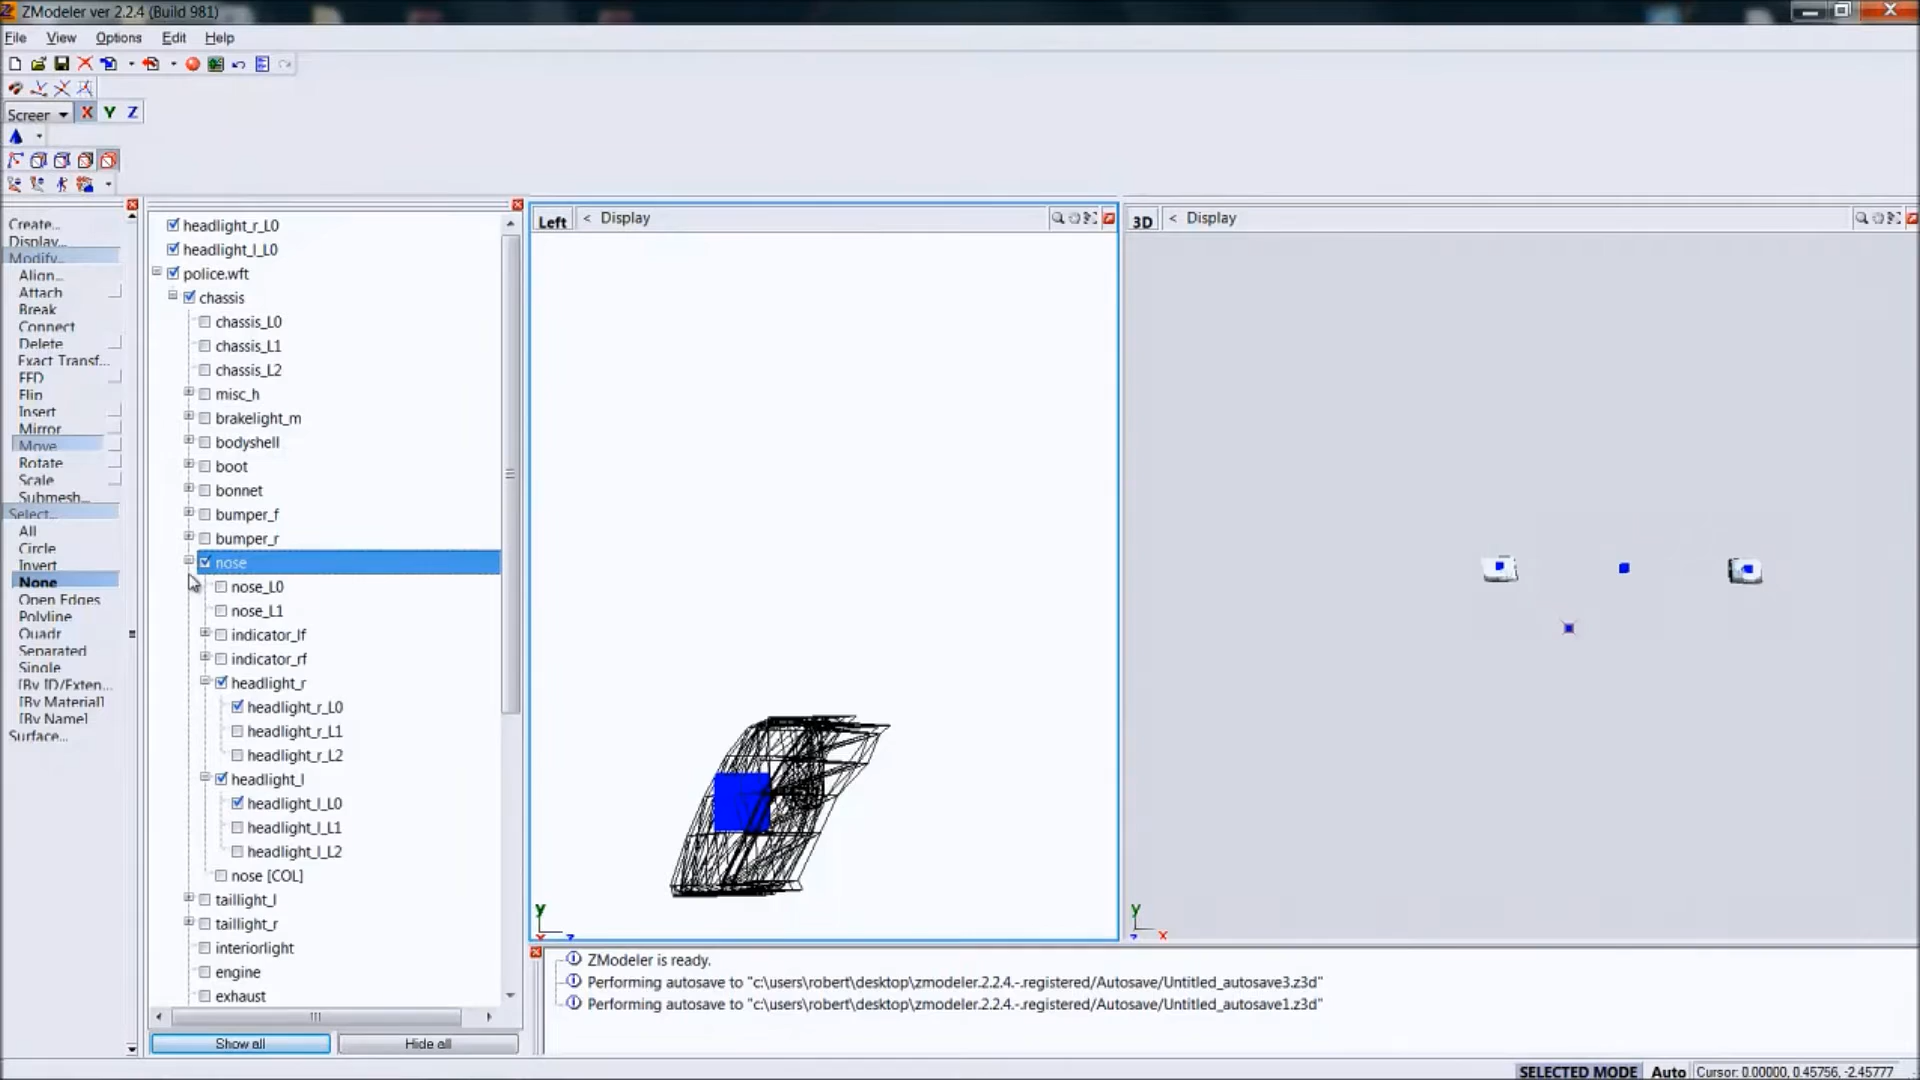 ZModeler ver 2.2.4 (Build 981)
File View Options Edit Help
Screer X Y Z
Create...
Display...
Modify...
Align...
Attach
Break
Connect
Delete
Exact Transf...
FFD
Flip
Insert
Mirror
Move
Rotate
Scale
Submesh...
Select...
All
Circle
Invert
None
Open Edges
Polyline
Quadr
Separated
Single
[By ID/Exten...
[By Material]
[By Name]
Surface...
headlight_r_L0
headlight_l_L0
police.wft
chassis
chassis_L0
chassis_L1
chassis_L2
misc_h
brakelight_m
bodyshell
boot
bonnet
bumper_f
bumper_r
nose
nose_L0
nose_L1
indicator_lf
indicator_rf
headlight_r
headlight_r_L0
headlight_r_L1
headlight_r_L2
headlight_l
headlight_l_L0
headlight_l_L1
headlight_l_L2
nose [COL]
taillight_l
taillight_r
interiorlight
engine
exhaust
Show all Hide all
Left < Display
y
z
3D < Display
y
x
ZModeler is ready.
Performing autosave to "c:\users\robert\desktop\zmodeler.2.2.4.-.registered/Autosave/Untitled_autosave3.z3d"
Performing autosave to "c:\users\robert\desktop\zmodeler.2.2.4.-.registered/Autosave/Untitled_autosave1.z3d"
SELECTED MODE Auto Cursor: 0.00000, 0.45756, -2.45777